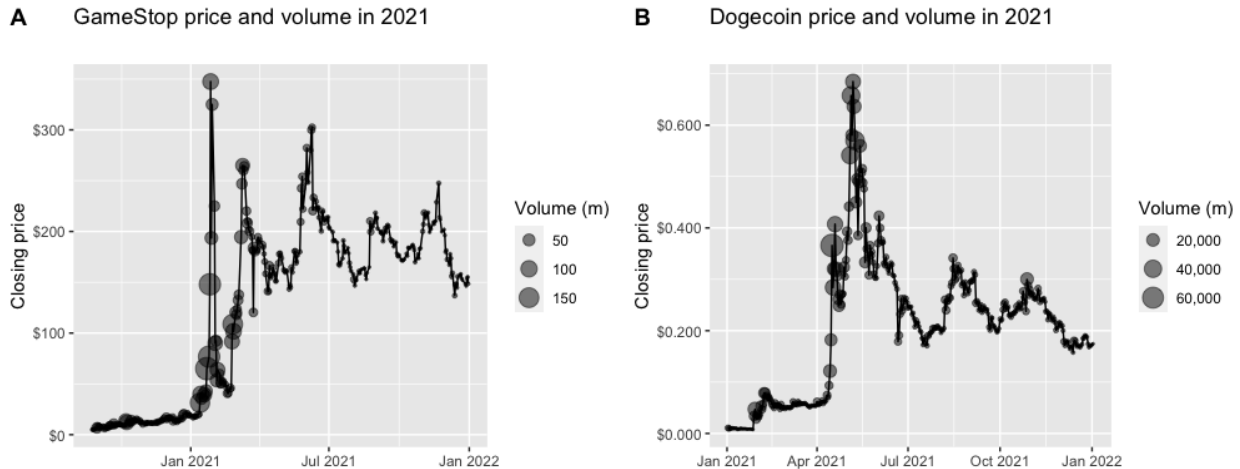 A
GameStop price and volume in 2021
Closing price
$300
$200
$100
$0
Jan 2021
Jul 2021
Jan 2022
Volume (m)
50
100
150
B
Dogecoin price and volume in 2021
Closing price
$0.600
$0.400
$0.200
$0.000
Jan 2021
Apr 2021
Jul 2021
Oct 2021
Jan 2022
Volume (m)
20,000
40,000
60,000